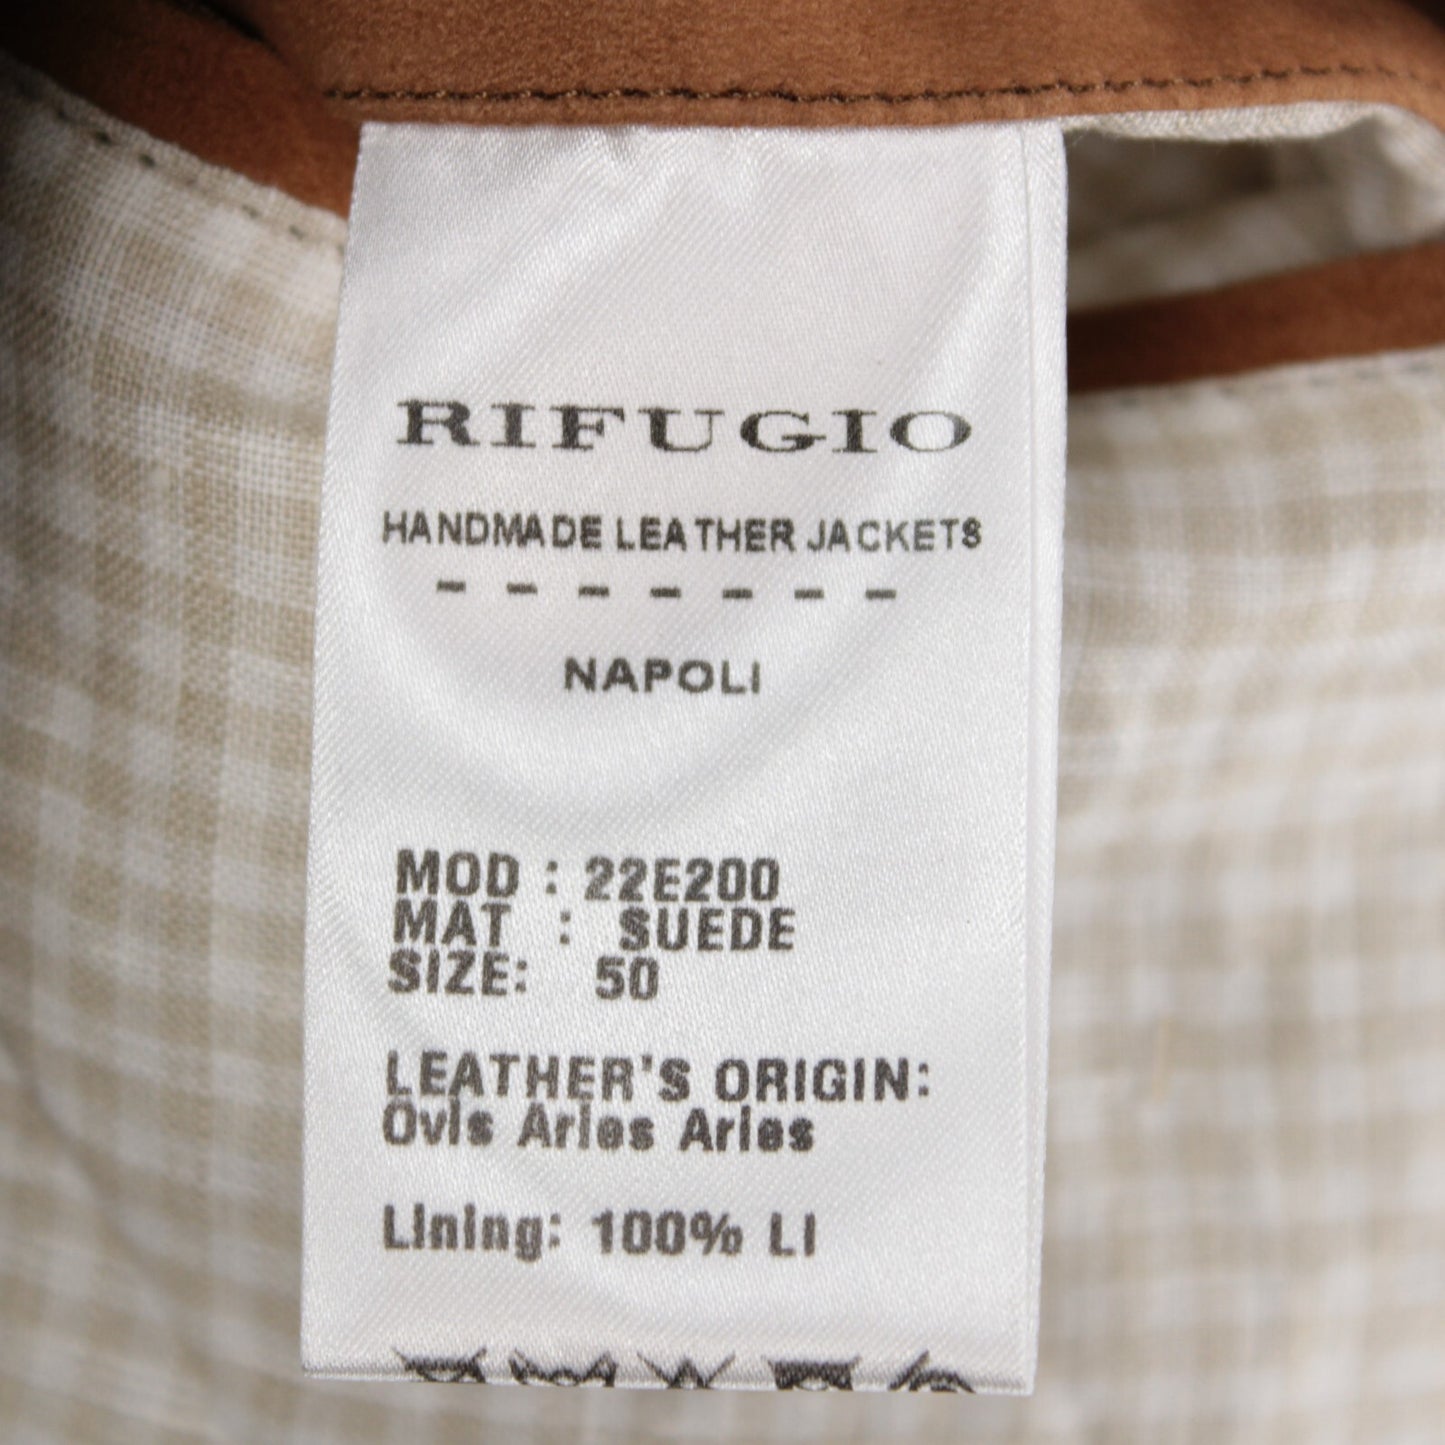 RIFUGIO
HANDMADE LEATHER JACKETS
- - - - - - -
NAPOLI
MOD : 22E200
MAT : SUEDE
SIZE: 50
LEATHER'S ORIGIN:
Ovis Aries Aries
Lining: 100% LI